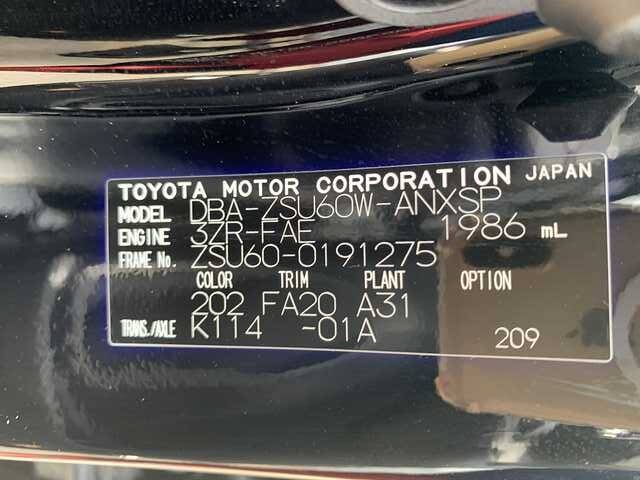 TOYOTA MOTOR CORPORATION JAPAN
MODEL DBA-ZSU60W-ANXSP
ENGINE 3ZR-FAE 1986 mL
FRAME No. ZSU60-0191275
COLOR TRIM PLANT OPTION
202 FA20 A31
TRANS./AXLE K114 -01A 209